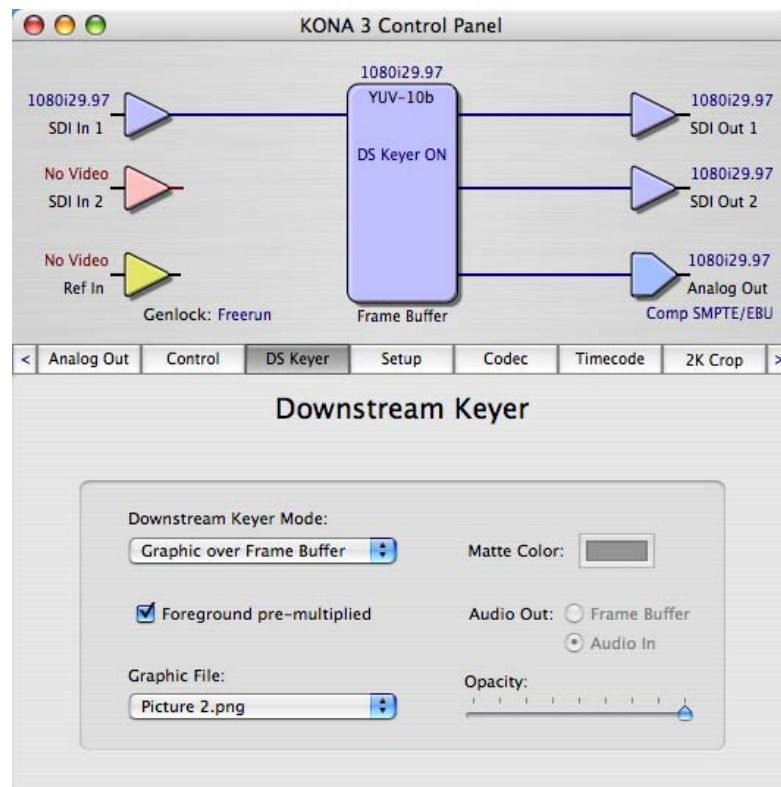 KONA 3 Control Panel
1080i29.97
1080i29.97
YUV-10b
1080i29.97
SDI In 1
SDI Out 1
DS Keyer ON
No Video
1080i29.97
SDI In 2
SDI Out 2
No Video
1080i29.97
Ref In
Analog Out
Genlock: Freerun
Frame Buffer
Comp SMPTE/EBU
< Analog Out Control DS Keyer Setup Codec Timecode 2K Crop >
Downstream Keyer
Downstream Keyer Mode:
Graphic over Frame Buffer
Matte Color:
Foreground pre-multiplied
Audio Out: Frame Buffer
Audio In
Graphic File:
Opacity:
Picture 2.png